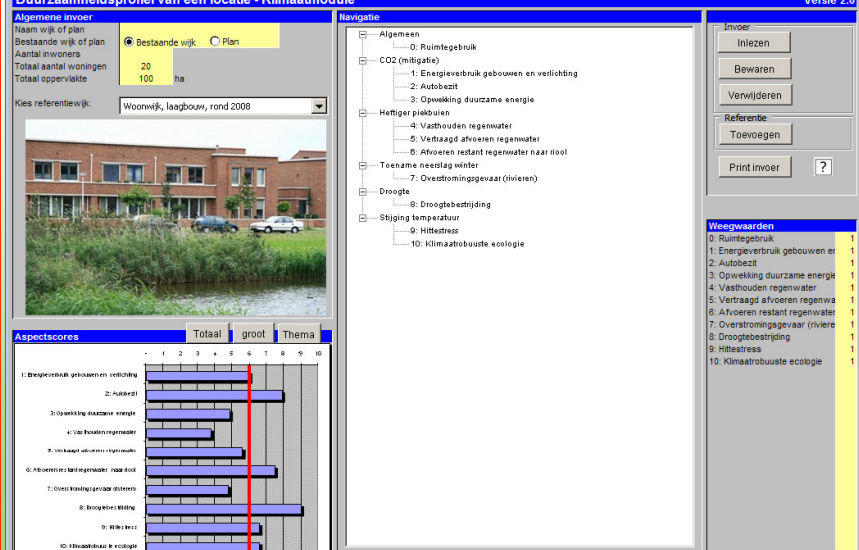 Duurzaamheidsprofiel van een locatie - Klimaatmodule
Versie 2.0
Algemene invoer
Naam wijk of plan
Bestaande wijk of plan
Bestaande wijk
Plan
Aantal inwoners
Totaal aantal woningen
20
Totaal oppervlakte
100
ha
Kies referentiewijk:
Woonwijk, laagbouw, rond 2008
Aspectscores
Totaal
groot
Thema
- 1 2 3 4 5 6 7 8 9 10
1: Energieverbruik gebouwen en verlichting
2: Autobezit
3: Opwekking duurzame energie
4: Vasthouden regenwater
5: Vertraagd afvoeren regenwater
6: Afvoeren restant regenwater naar riool
7: Overstromingsgevaar (rivieren)
8: Droogtebestrijding
9: Hittestress
10: Klimaatrobuuste ecologie
Navigatie
Algemeen
0: Ruimtegebruik
CO2 (mitigatie)
1: Energieverbruik gebouwen en verlichting
2: Autobezit
3: Opwekking duurzame energie
Heftiger piekbuien
4: Vasthouden regenwater
5: Vertraagd afvoeren regenwater
6: Afvoeren restant regenwater naar riool
Toename neerslag winter
7: Overstromingsgevaar (rivieren)
Droogte
8: Droogtebestrijding
Stijging temperatuur
9: Hittestress
10: Klimaatrobuuste ecologie
Invoer
Inlezen
Bewaren
Verwijderen
Referentie
Toevoegen
Print invoer
?
Weegwaarden
0: Ruimtegebruik 1
1: Energieverbruik gebouwen er 1
2: Autobezit 1
3: Opwekking duurzame energie 1
4: Vasthouden regenwater 1
5: Vertraagd afvoeren regenwa 1
6: Afvoeren restant regenwater 1
7: Overstromingsgevaar (riviere 1
8: Droogtebestrijding 1
9: Hittestress 1
10: Klimaatrobuuste ecologie 1